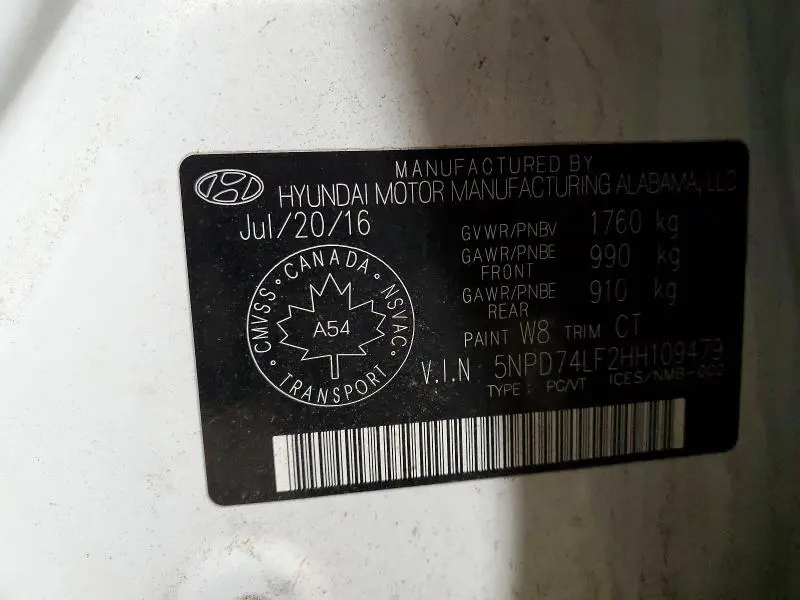 MANUFACTURED BY
HYUNDAI MOTOR MANUFACTURING ALABAMA, LLC
Jul/20/16
GVWR/PNBV 1760 kg
GAWR/PNBE FRONT 990 kg
GAWR/PNBE REAR 910 kg
PAINT W8 TRIM CT
V.I.N 5NPD74LF2HH109479
TYPE : PC/VT ICES/NMB-
CANADA
CMVSS
NSVAC
TRANSPORT
A54